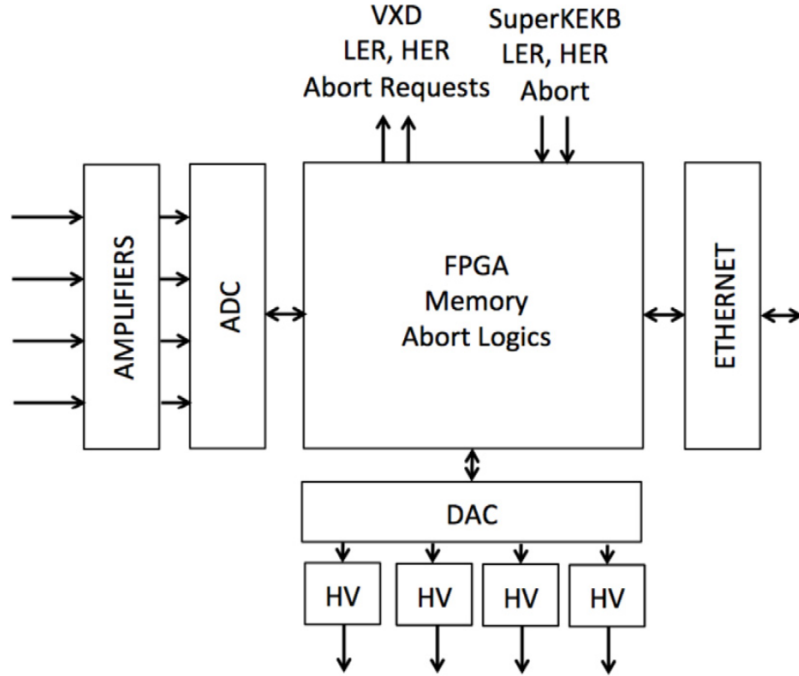 VXD
LER, HER
Abort Requests
SuperKEKB
LER, HER
Abort
AMPLIFIERS
ADC
FPGA
Memory
Abort Logics
ETHERNET
DAC
HV
HV
HV
HV